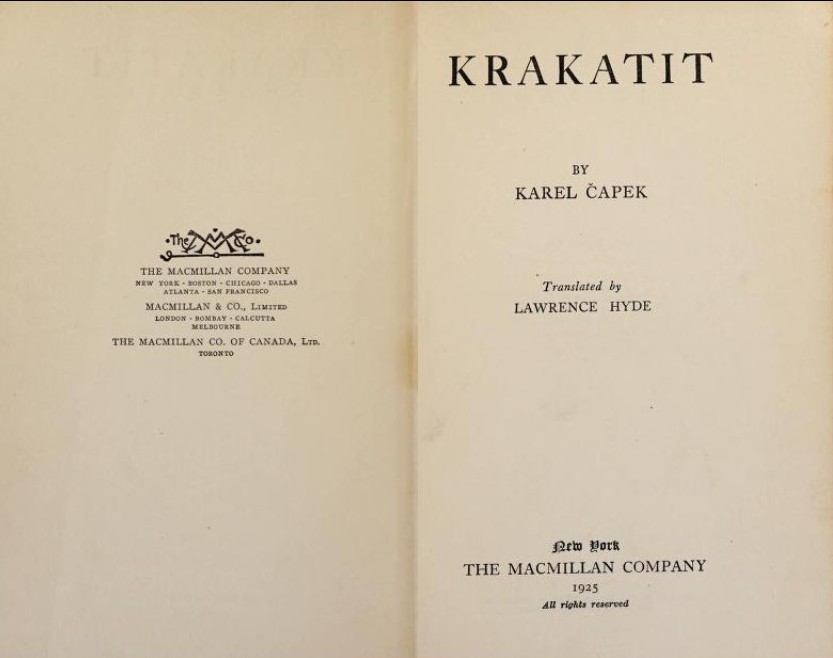 The M Co.
THE MACMILLAN COMPANY
NEW YORK · BOSTON · CHICAGO · DALLAS
ATLANTA · SAN FRANCISCO
MACMILLAN & CO., LIMITED
LONDON · BOMBAY · CALCUTTA
MELBOURNE
THE MACMILLAN CO. OF CANADA, LTD.
TORONTO
KRAKATIT
BY
KAREL ČAPEK
Translated by
LAWRENCE HYDE
New York
THE MACMILLAN COMPANY
1925
All rights reserved